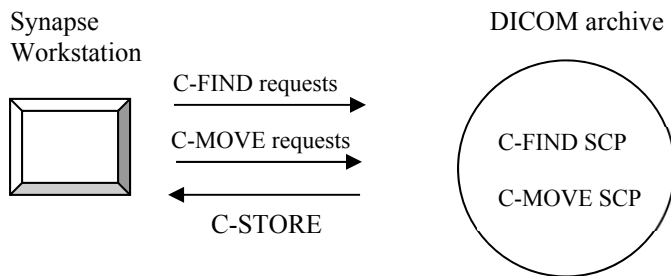 Synapse
Workstation
DICOM archive
C-FIND requests
C-MOVE requests
C-STORE
C-FIND SCP
C-MOVE SCP